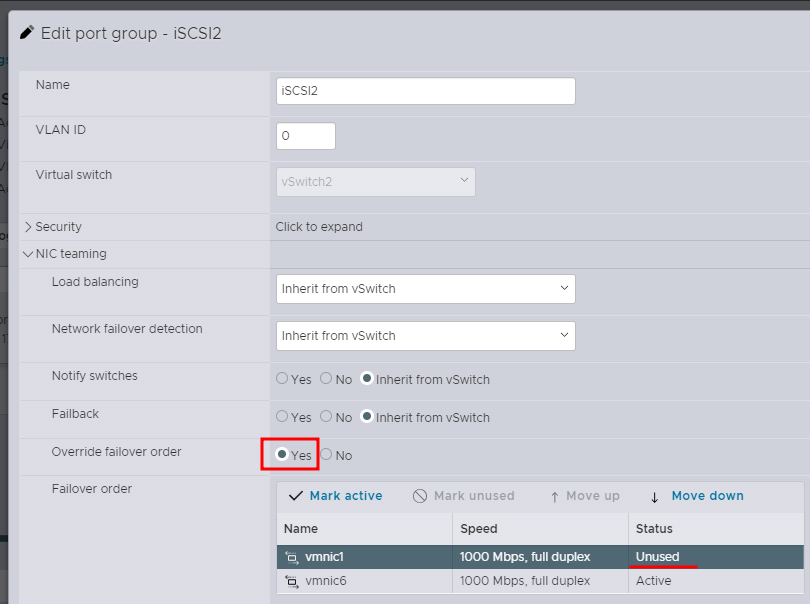 Edit port group - iSCSI2
Name
iSCSI2
VLAN ID
0
Virtual switch
vSwitch2
Security
Click to expand
NIC teaming
Load balancing
Inherit from vSwitch
Network failover detection
Inherit from vSwitch
Notify switches
Yes No Inherit from vSwitch
Failback
Yes No Inherit from vSwitch
Override failover order
Yes No
Failover order
Mark active Mark unused Move up Move down
Name Speed Status
vmnic1 1000 Mbps, full duplex Unused
vmnic6 1000 Mbps, full duplex Active